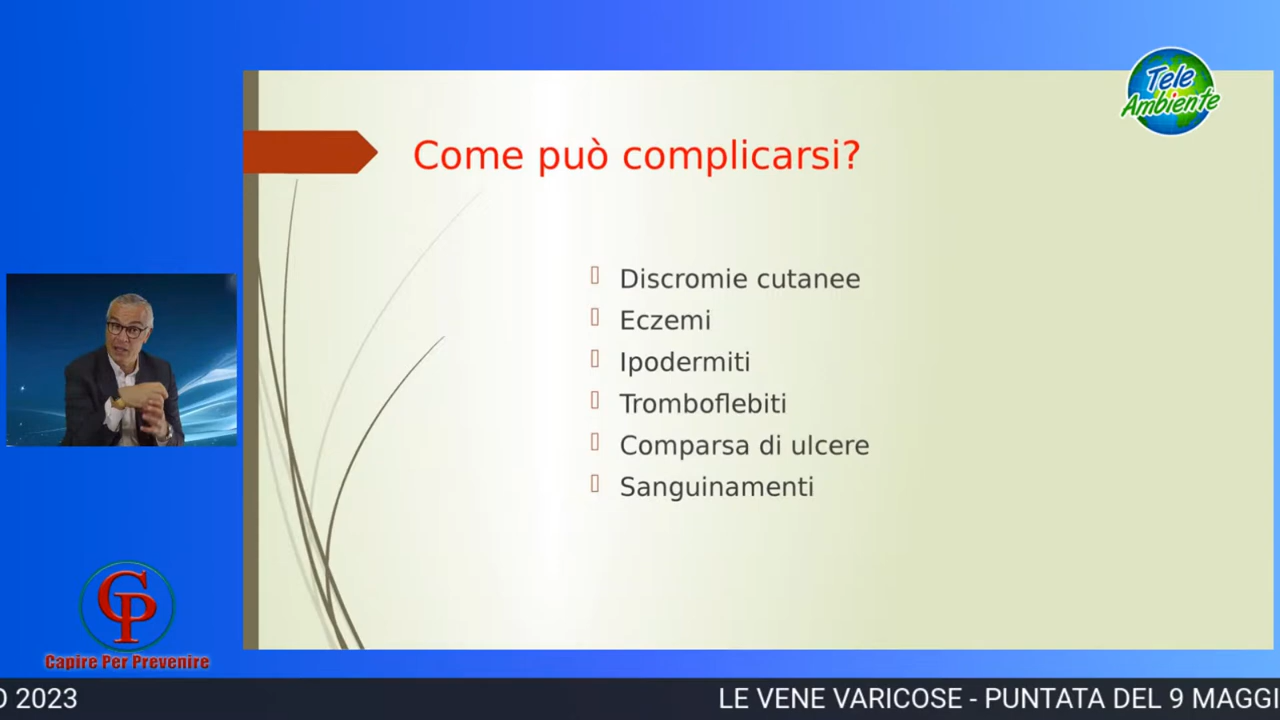 Tele
Ambiente
Come può complicarsi?
Discromie cutanee
Eczemi
Ipodermiti
Tromboflebiti
Comparsa di ulcere
Sanguinamenti
CP
Capire Per Prevenire
O 2023
LE VENE VARICOSE - PUNTATA DEL 9 MAGGI